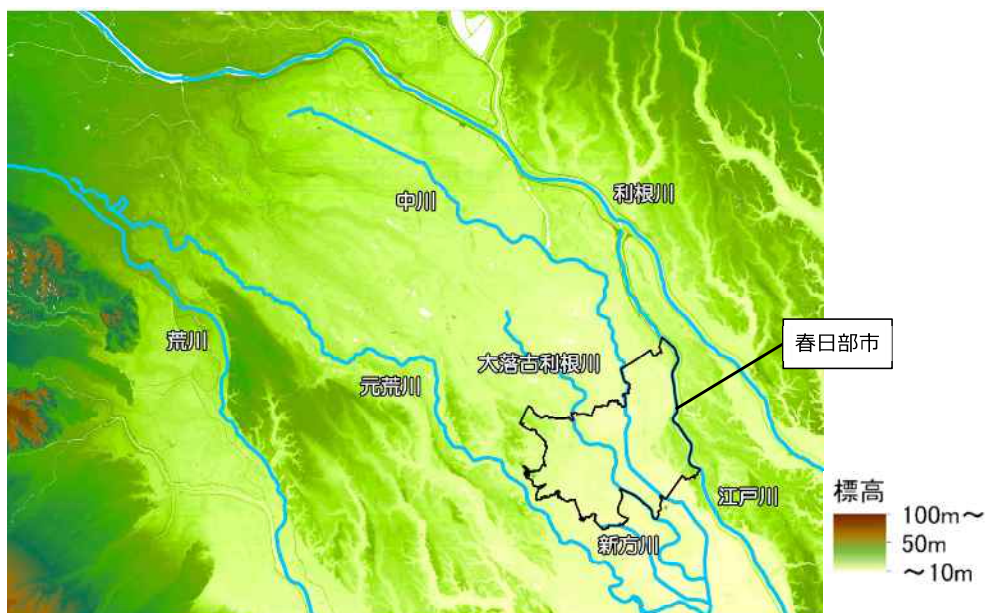 利根川
中川
春日部市
荒川
大落古利根川
元荒川
江戸川
新方川
標高
100m～
50m
～10m